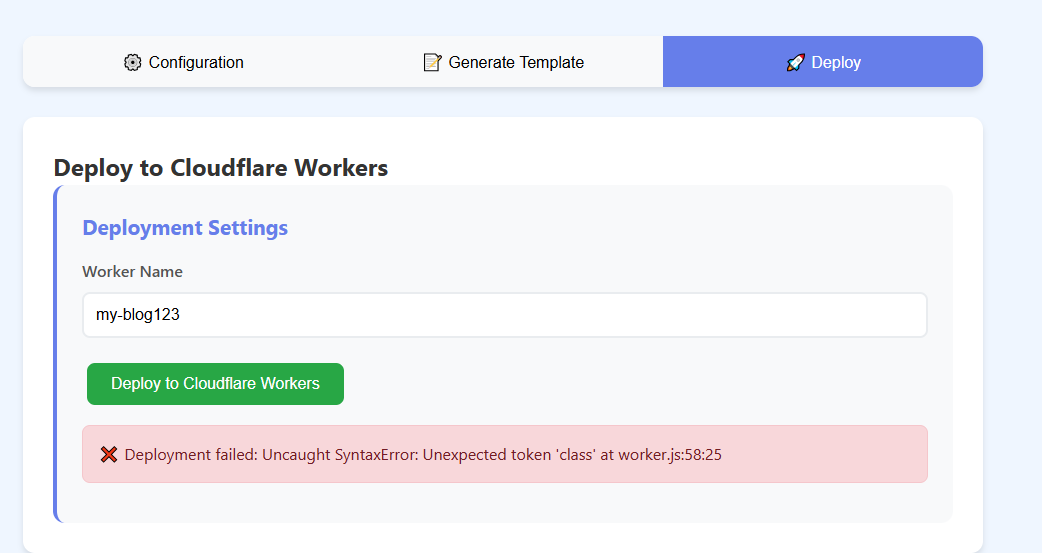 ⚙️ Configuration
📝 Generate Template
🚀 Deploy
Deploy to Cloudflare Workers
Deployment Settings
Worker Name
my-blog123
Deploy to Cloudflare Workers
❌ Deployment failed: Uncaught SyntaxError: Unexpected token 'class' at worker.js:58:25